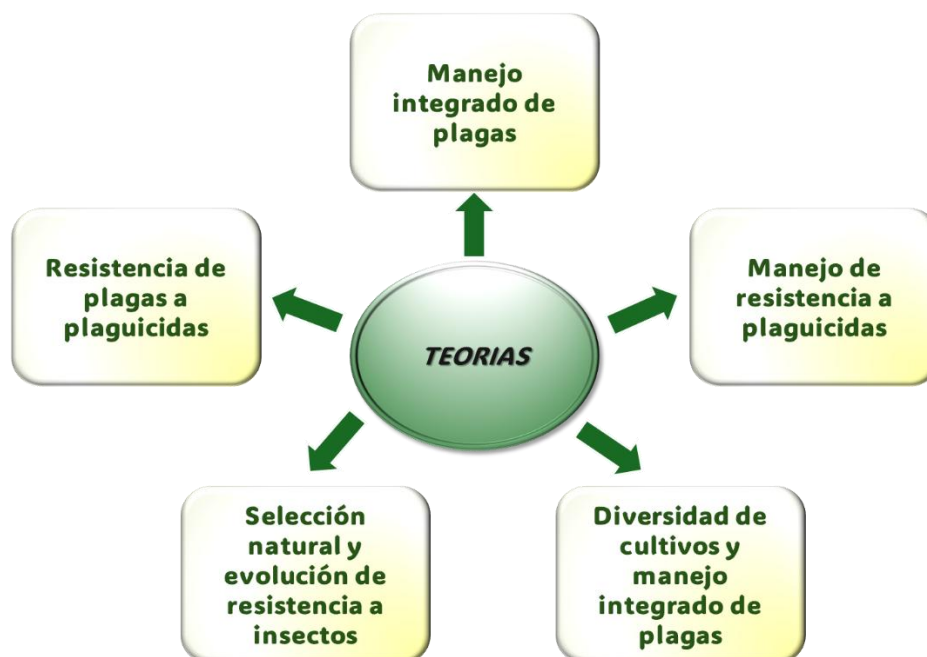 Manejo
integrado de
plagas
Resistencia de
plagas a
plaguicidas
Manejo de
resistencia a
plaguicidas
TEORIAS
Selección
natural y
evolución de
resistencia a
insectos
Diversidad de
cultivos y
manejo
integrado de
plagas